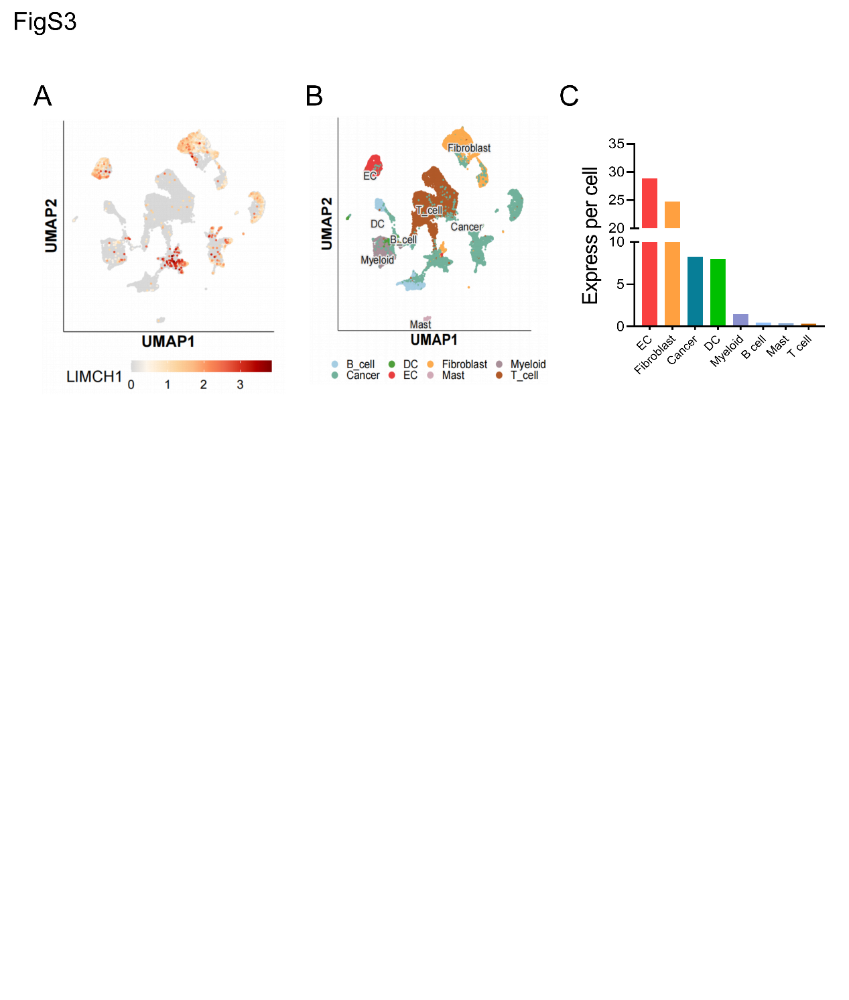 FigS3
A
UMAP2
UMAP1
LIMCH1
0 1 2 3
B
UMAP2
Fibroblast
EC
T_cell
DC
Cancer
B_cell
Myeloid
Mast
UMAP1
B_cell DC Fibroblast Myeloid
Cancer EC Mast T_cell
C
Express per cell
35
30
25
20
10
5
0
EC Fibroblast Cancer DC Myeloid B cell Mast T cell